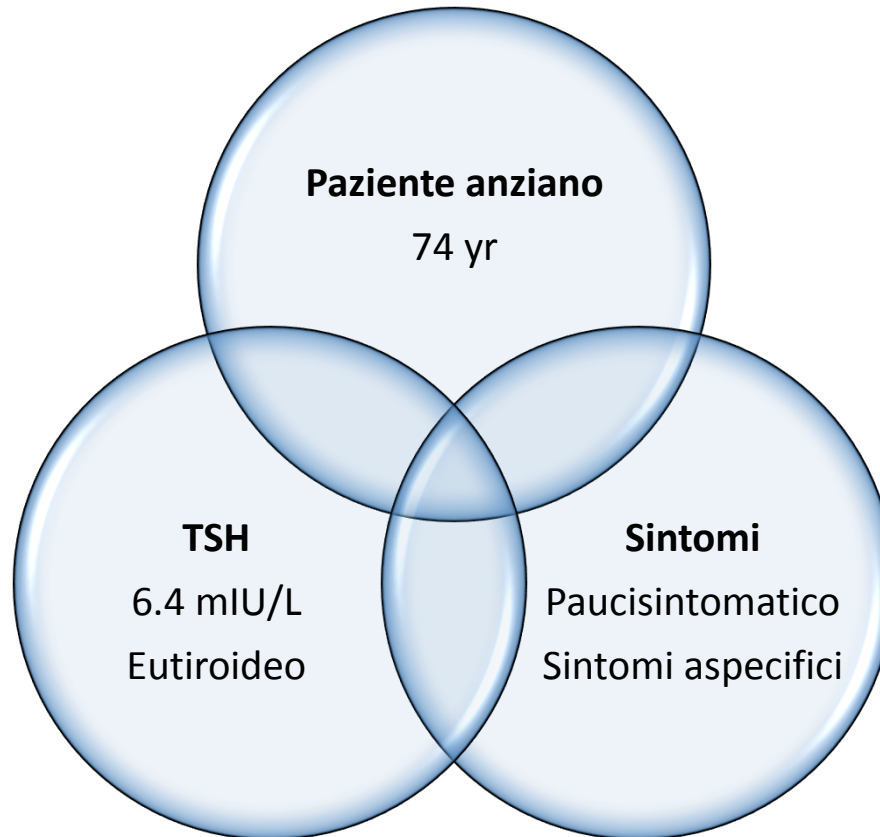 Paziente anziano
74 yr
TSH
6.4 mIU/L
Eutiroideo
Sintomi
Paucisintomatico
Sintomi aspecifici